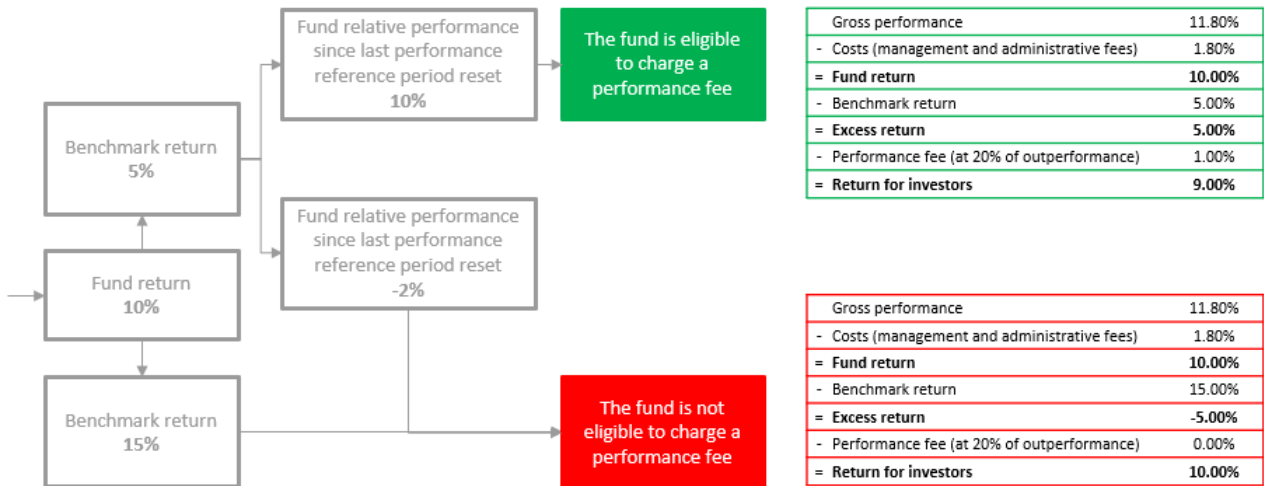 Fund relative performance
since last performance
reference period reset
10%
The fund is eligible
to charge a
performance fee
Benchmark return
5%
Fund relative performance
since last performance
reference period reset
-2%
Fund return
10%
Benchmark return
15%
The fund is not
eligible to charge a
performance fee
Gross performance 11.80%
- Costs (management and administrative fees) 1.80%
= Fund return 10.00%
- Benchmark return 5.00%
= Excess return 5.00%
- Performance fee (at 20% of outperformance) 1.00%
= Return for investors 9.00%
Gross performance 11.80%
- Costs (management and administrative fees) 1.80%
= Fund return 10.00%
- Benchmark return 15.00%
= Excess return -5.00%
- Performance fee (at 20% of outperformance) 0.00%
= Return for investors 10.00%